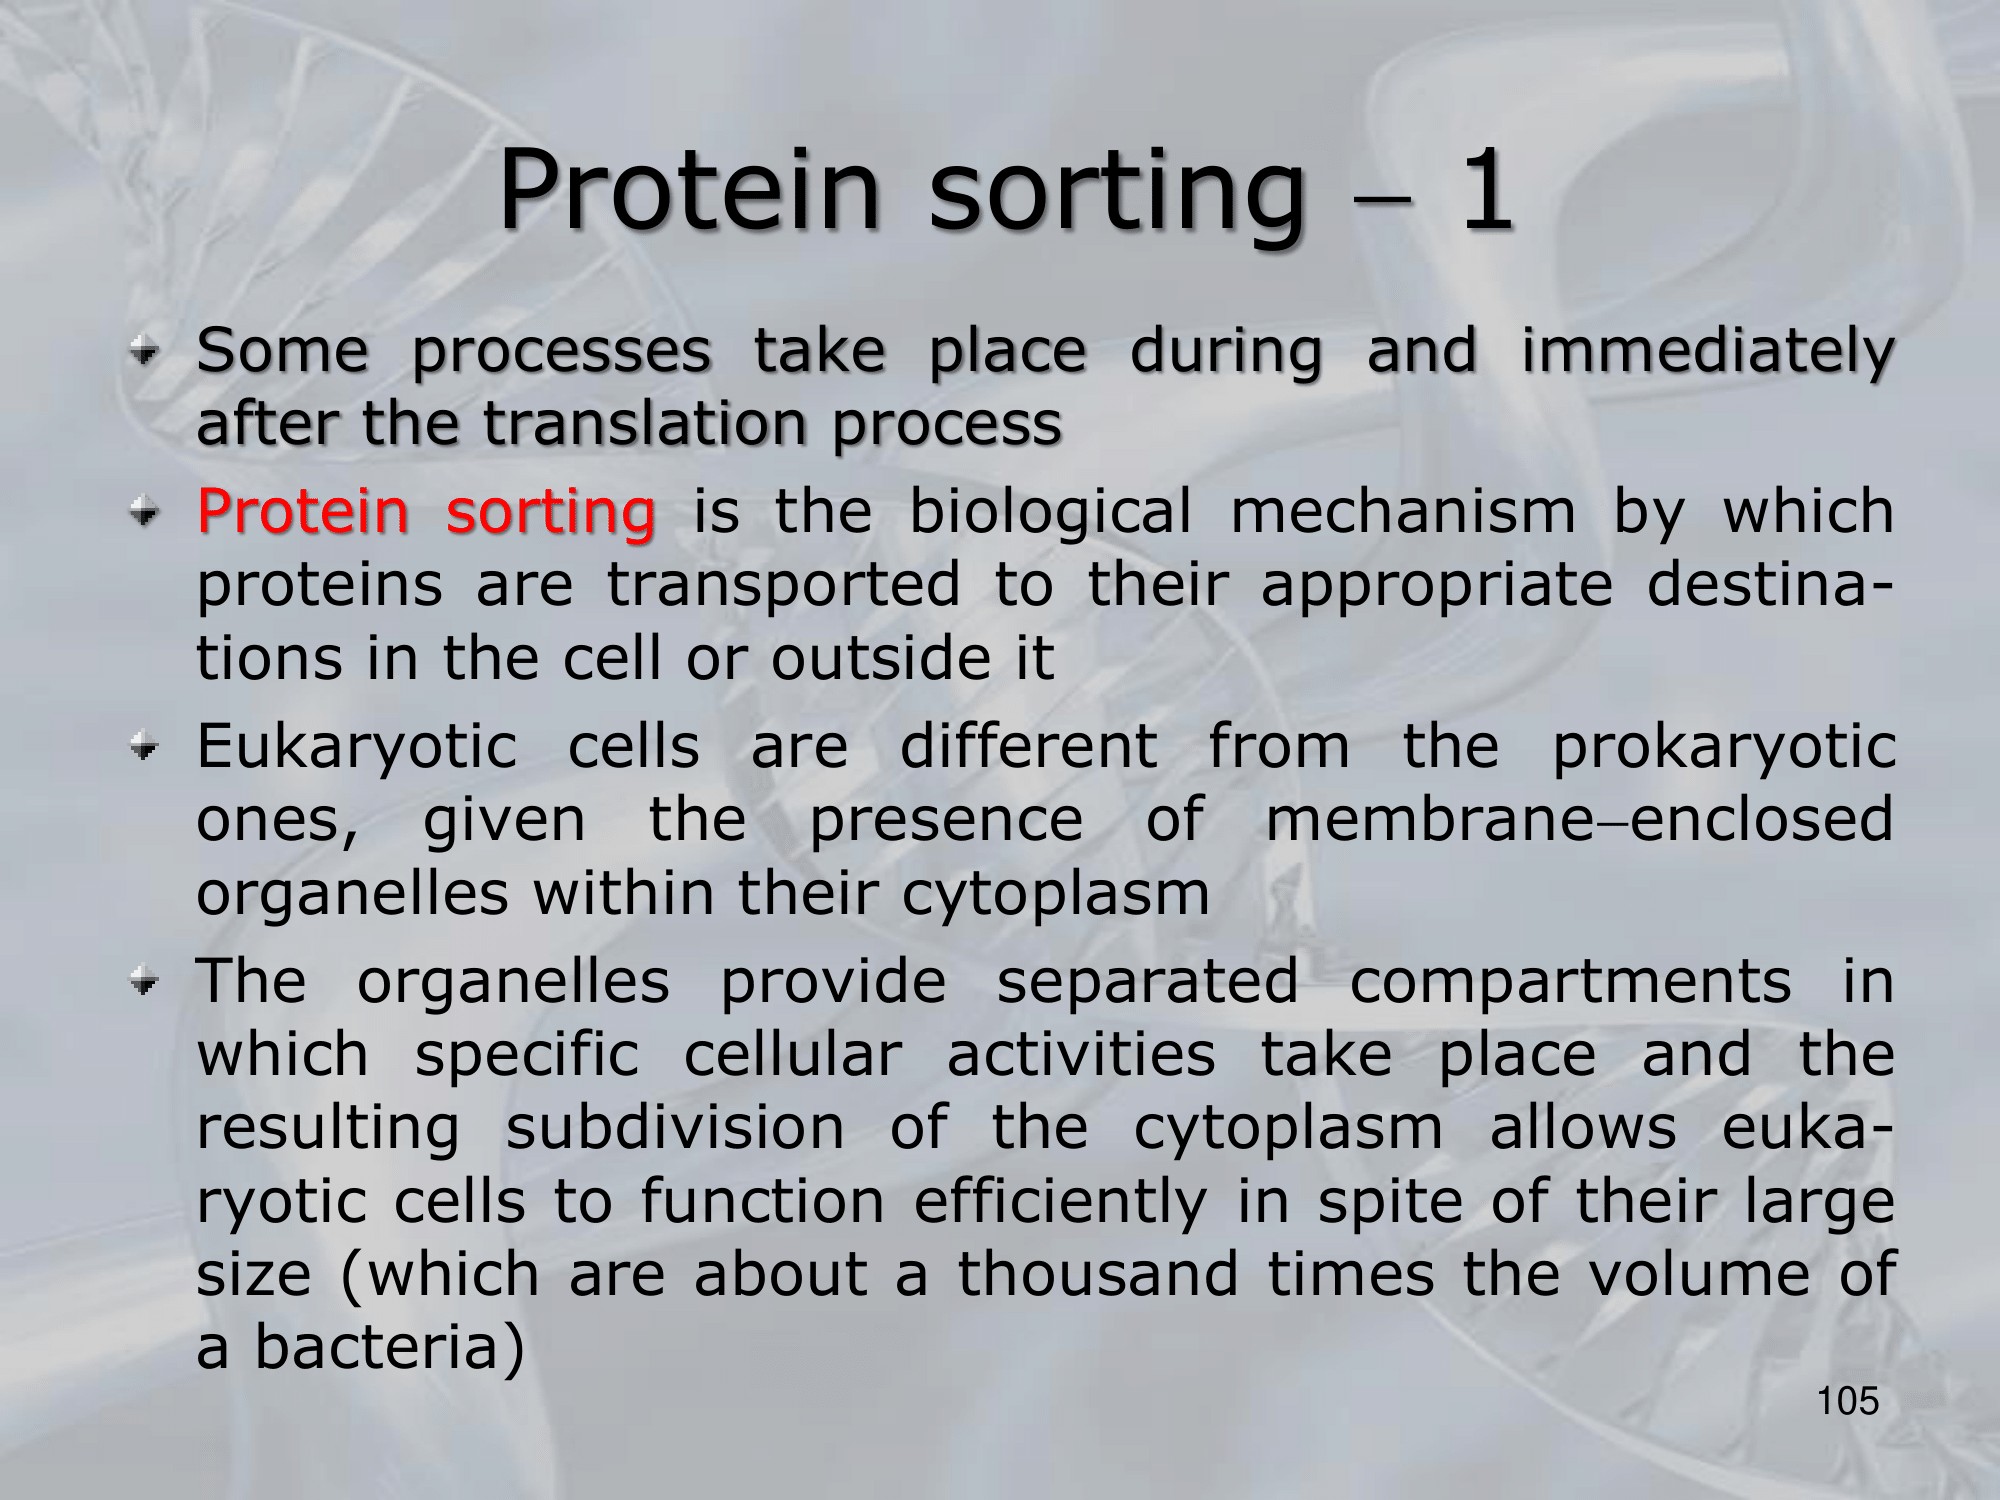 Protein sorting – 1
Some processes take place during and immediately
after the translation process
Protein sorting is the biological mechanism by which
proteins are transported to their appropriate destina-
tions in the cell or outside it
Eukaryotic cells are different from the prokaryotic
ones, given the presence of membrane–enclosed
organelles within their cytoplasm
The organelles provide separated compartments in
which specific cellular activities take place and the
resulting subdivision of the cytoplasm allows euka-
ryotic cells to function efficiently in spite of their large
size (which are about a thousand times the volume of
a bacteria)
105